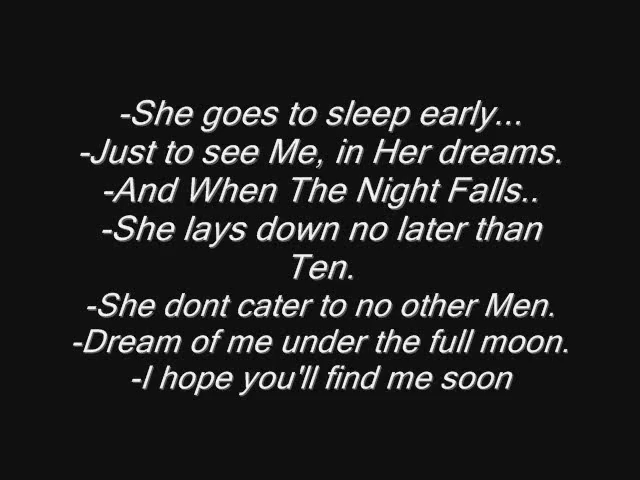 -She goes to sleep early...
-Just to see Me, in Her dreams.
-And When The Night Falls..
-She lays down no later than
Ten.
-She dont cater to no other Men.
-Dream of me under the full moon.
-I hope you'll find me soon